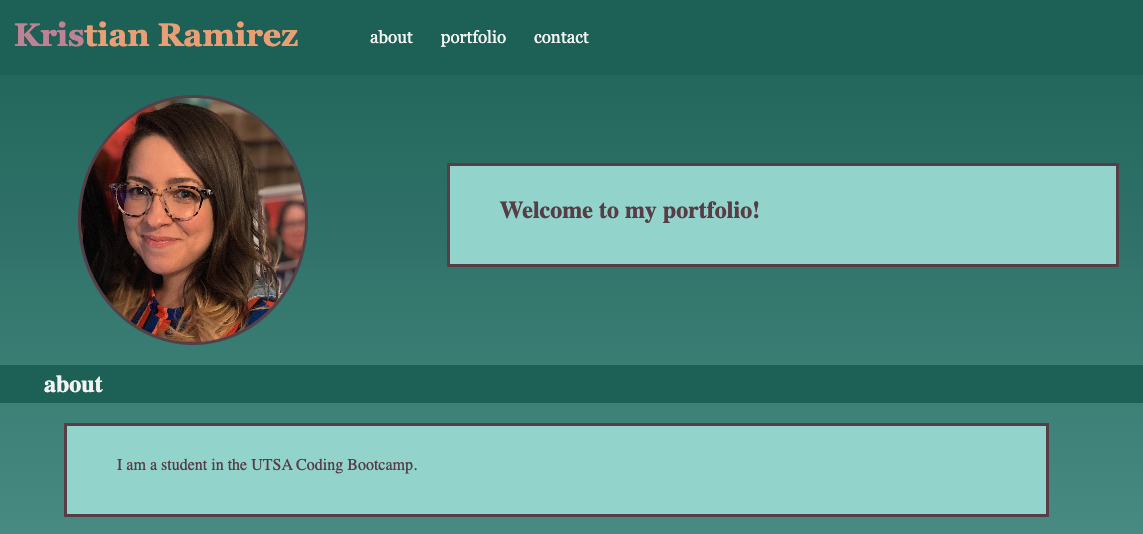 Kristian Ramirez
about portfolio contact
Welcome to my portfolio!
about
I am a student in the UTSA Coding Bootcamp.